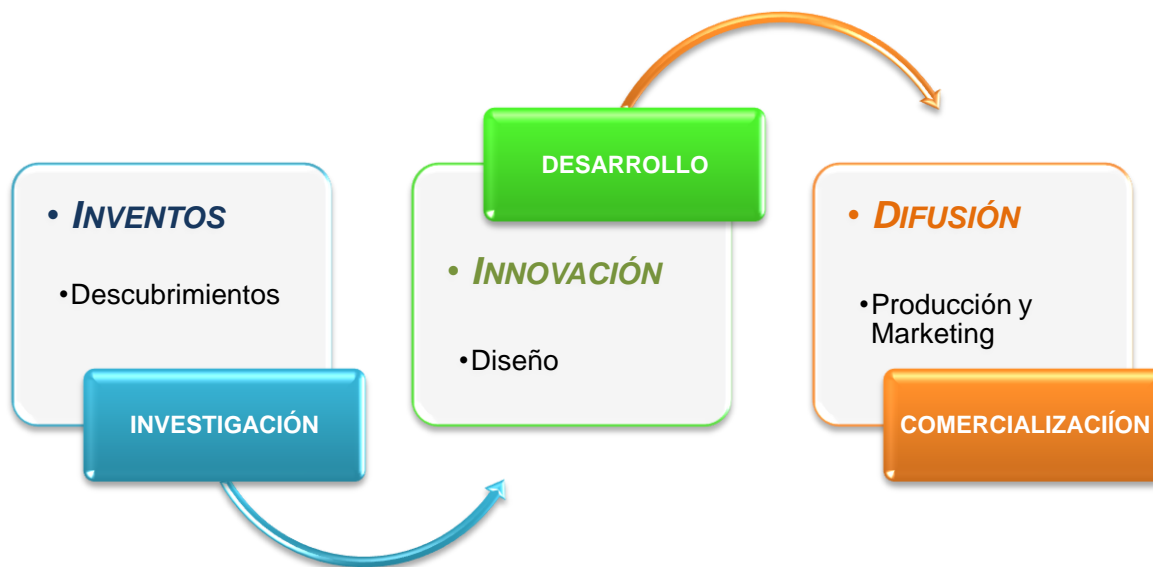 • INVENTOS
•Descubrimientos
INVESTIGACIÓN
DESARROLLO
• INNOVACIÓN
•Diseño
• DIFUSIÓN
•Producción y
Marketing
COMERCIALIZACIÍON